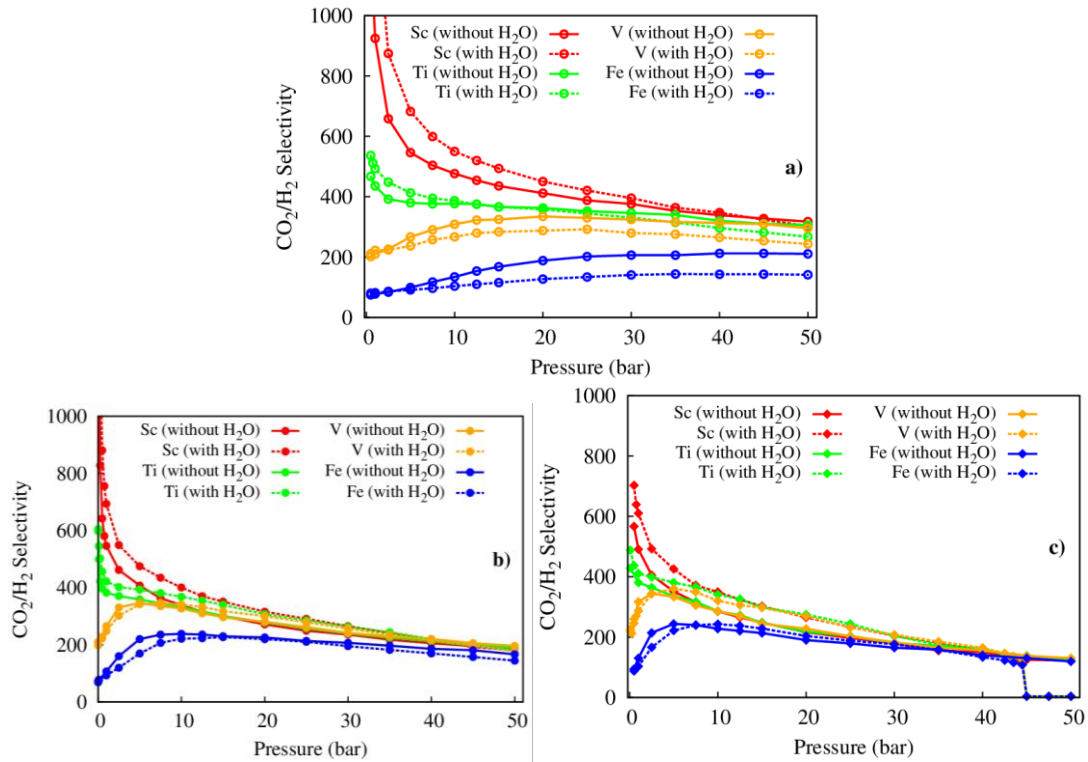 1000
800
600
400
200
0
CO₂/H₂ Selectivity
Sc (without H₂O)
Sc (with H₂O)
Ti (without H₂O)
Ti (with H₂O)
V (without H₂O)
V (with H₂O)
Fe (without H₂O)
Fe (with H₂O)
a)
0 10 20 30 40 50
Pressure (bar)
1000
800
600
400
200
0
CO₂/H₂ Selectivity
Sc (without H₂O)
Sc (with H₂O)
Ti (without H₂O)
Ti (with H₂O)
V (without H₂O)
V (with H₂O)
Fe (without H₂O)
Fe (with H₂O)
b)
0 10 20 30 40 50
Pressure (bar)
1000
800
600
400
200
0
CO₂/H₂ Selectivity
Sc (without H₂O)
Sc (with H₂O)
Ti (without H₂O)
Ti (with H₂O)
V (without H₂O)
V (with H₂O)
Fe (without H₂O)
Fe (with H₂O)
c)
0 10 20 30 40 50
Pressure (bar)